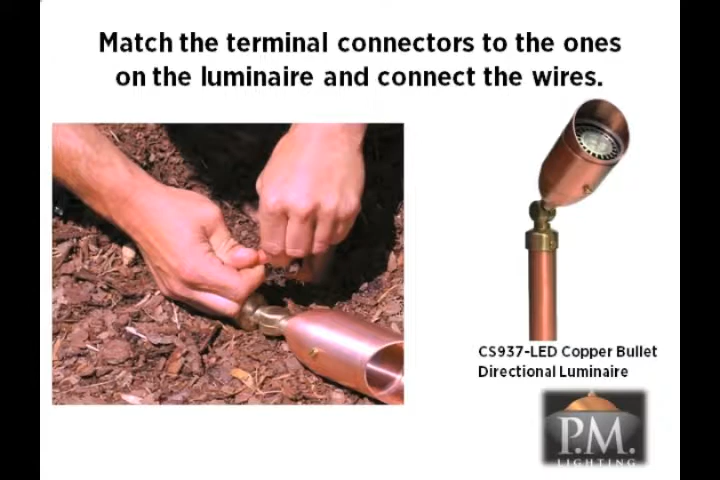 Match the terminal connectors to the ones
on the luminaire and connect the wires.
CS937-LED Copper Bullet
Directional Luminaire
P.M.
LIGHTING